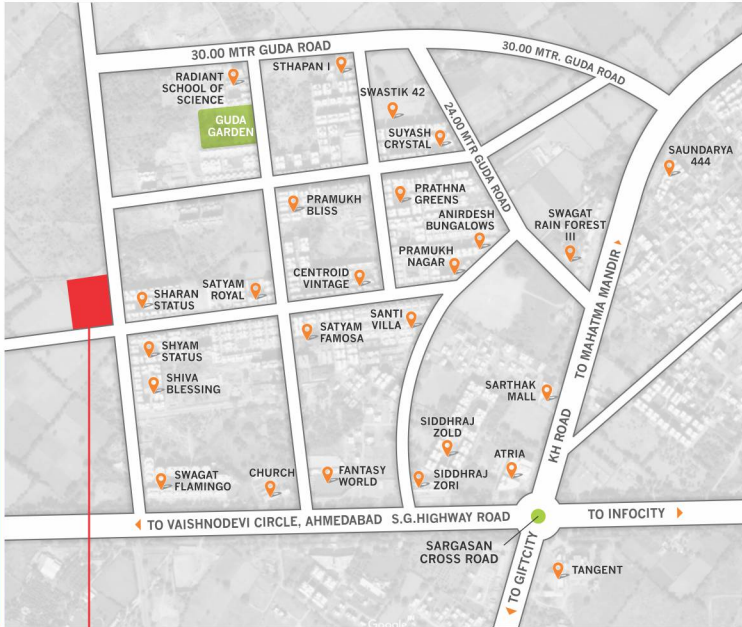 30.00 MTR GUDA ROAD
30.00 MTR. GUDA ROAD
RADIANT
SCHOOL OF
SCIENCE
STHAPAN I
GUDA
GARDEN
SWASTIK 42
SUYASH
CRYSTAL
24.00 MTR GUDA ROAD
SAUNDARYA
444
PRAMUKH
BLISS
PRATHNA
GREENS
ANIRDESH
BUNGALOWS
PRAMUKH
NAGAR
SWAGAT
RAIN FOREST
III
SHARAN
STATUS
SATYAM
ROYAL
CENTROID
VINTAGE
TO MAHATMA MANDIR
SHYAM
STATUS
SATYAM
FAMOSA
SANTI
VILLA
SHIVA
BLESSING
SARTHAK
MALL
KH ROAD
SIDDHRAJ
ZOLD
ATRIA
SWAGAT
FLAMINGO
CHURCH
FANTASY
WORLD
SIDDHRAJ
ZORI
TO VAISHNODEVI CIRCLE, AHMEDABAD S.G.HIGHWAY ROAD
TO INFOCITY
SARGASAN
CROSS ROAD
TO GIFTCITY
TANGENT
Google